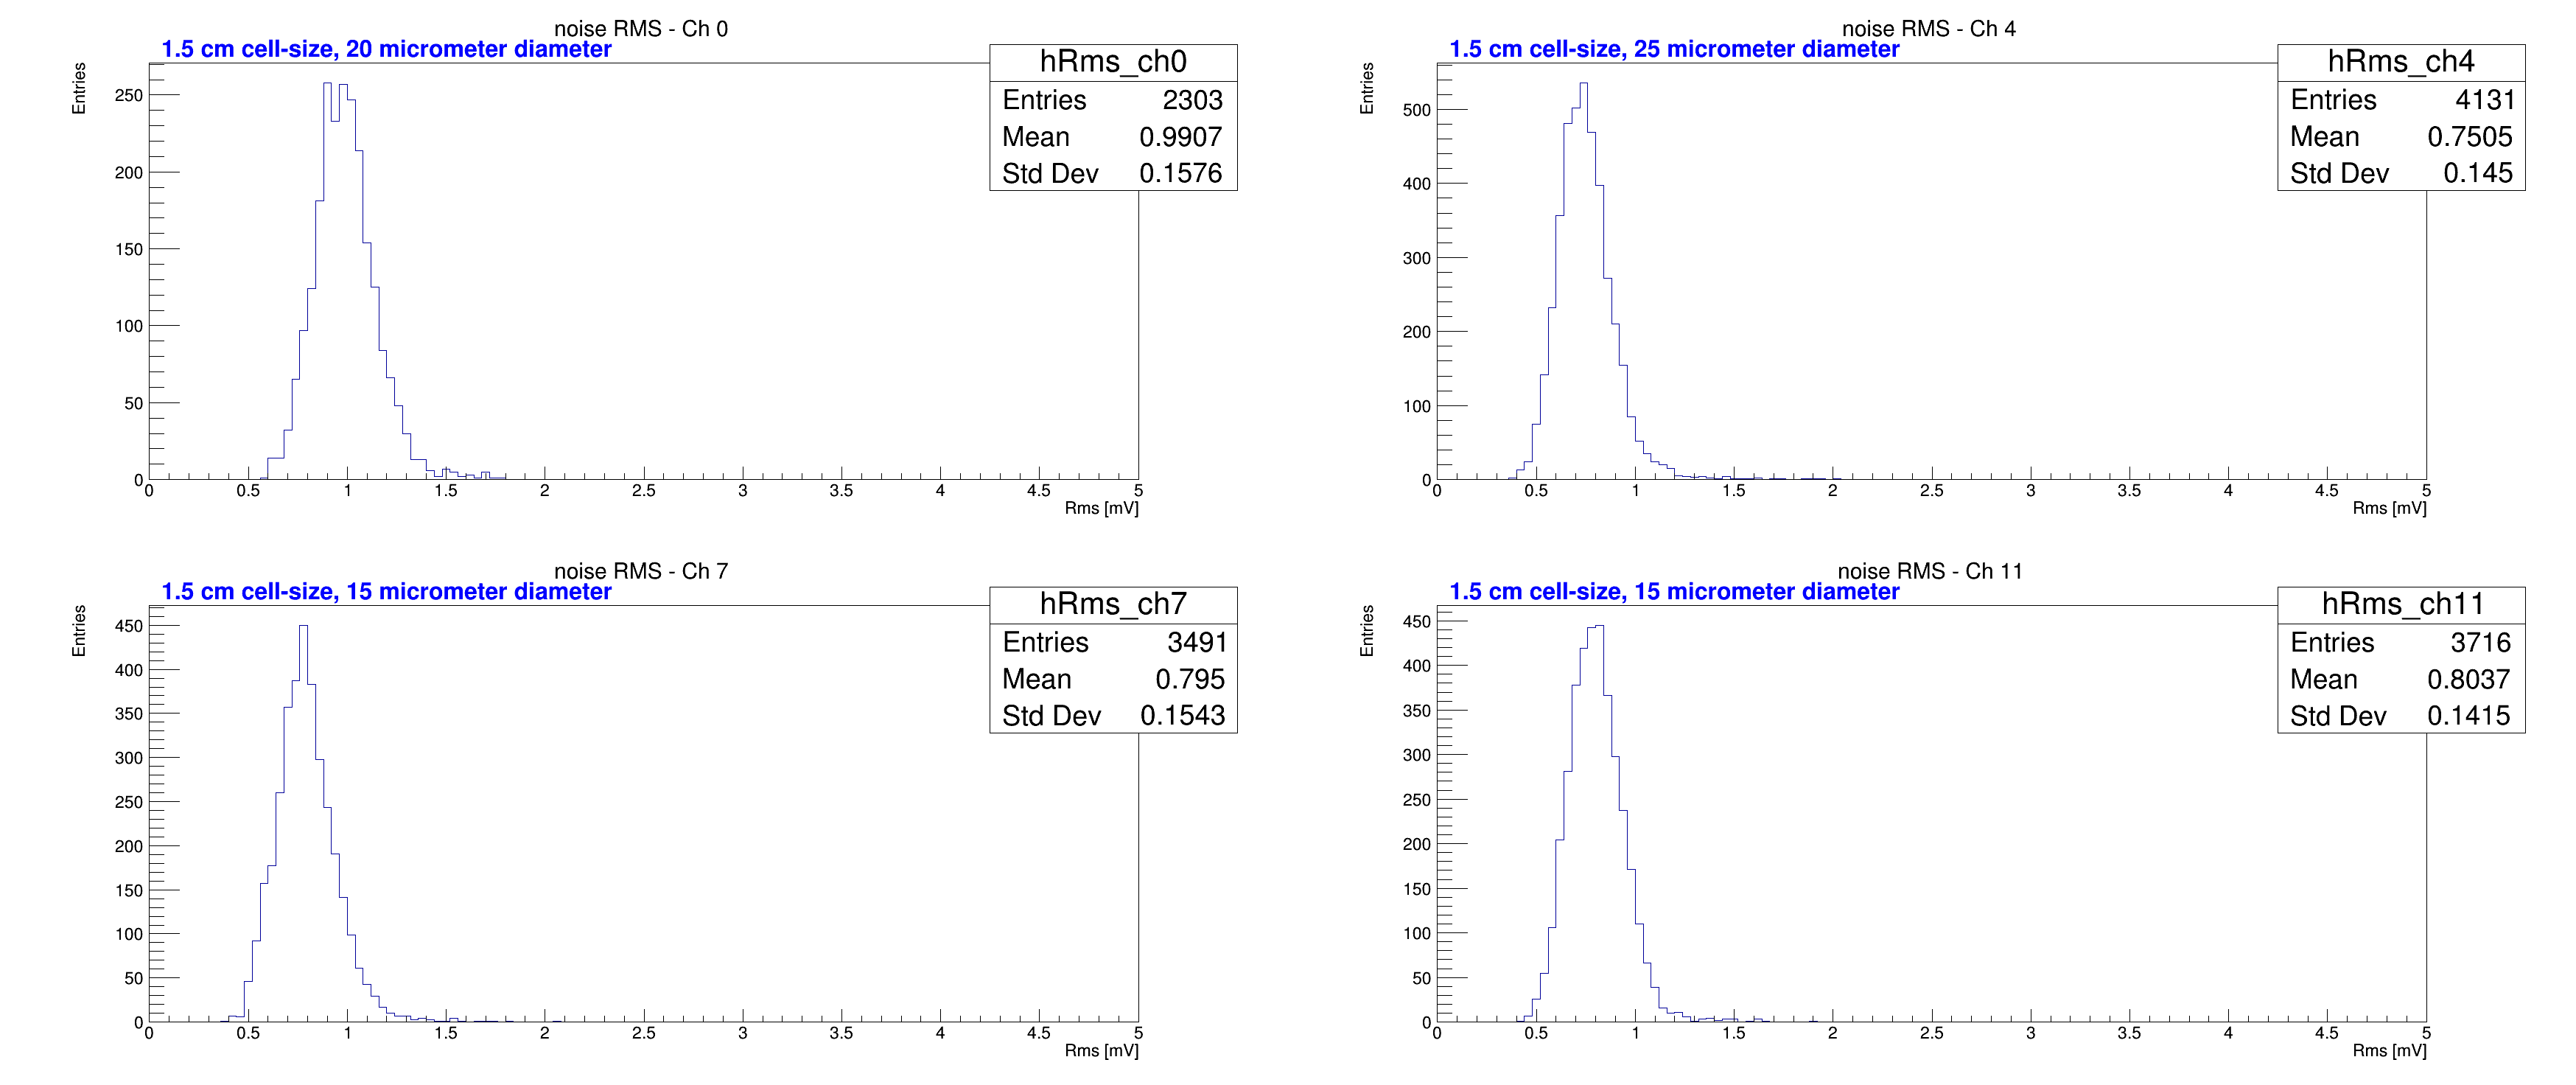 noise RMS - Ch 0
1.5 cm cell-size, 20 micrometer diameter
hRms_ch0
Entries 2303
Mean 0.9907
Std Dev 0.1576
Entries
250
200
150
100
50
0
0 0.5 1 1.5 2 2.5 3 3.5 4 4.5 5
Rms [mV]
noise RMS - Ch 4
1.5 cm cell-size, 25 micrometer diameter
hRms_ch4
Entries 4131
Mean 0.7505
Std Dev 0.145
Entries
500
400
300
200
100
0
0 0.5 1 1.5 2 2.5 3 3.5 4 4.5 5
Rms [mV]
noise RMS - Ch 7
1.5 cm cell-size, 15 micrometer diameter
hRms_ch7
Entries 3491
Mean 0.795
Std Dev 0.1543
Entries
450
400
350
300
250
200
150
100
50
0
0 0.5 1 1.5 2 2.5 3 3.5 4 4.5 5
Rms [mV]
noise RMS - Ch 11
1.5 cm cell-size, 15 micrometer diameter
hRms_ch11
Entries 3716
Mean 0.8037
Std Dev 0.1415
Entries
450
400
350
300
250
200
150
100
50
0
0 0.5 1 1.5 2 2.5 3 3.5 4 4.5 5
Rms [mV]